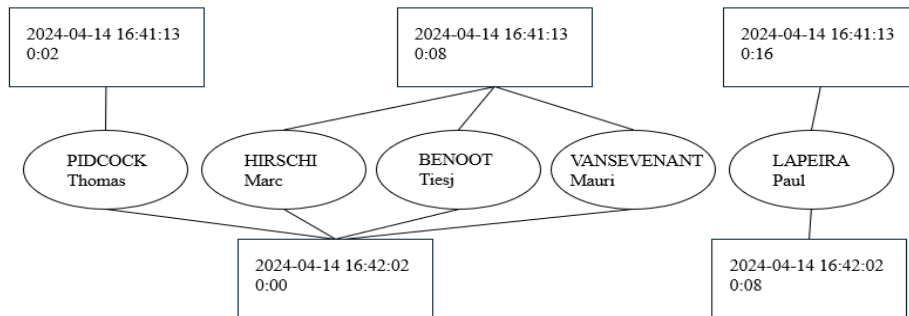 2024-04-14 16:41:13
0:02
2024-04-14 16:41:13
0:08
2024-04-14 16:41:13
0:16
PIDCOCK
Thomas
HIRSCHI
Marc
BENOOT
Tiesj
VANSEVENANT
Mauri
LAPEIRA
Paul
2024-04-14 16:42:02
0:00
2024-04-14 16:42:02
0:08